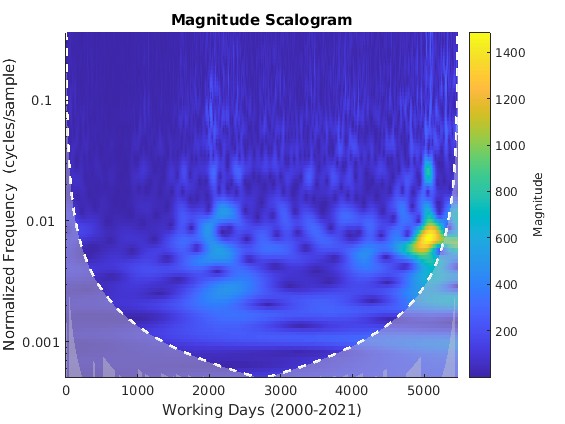 Magnitude Scalogram
Normalized Frequency (cycles/sample)
0.1
0.01
0.001
0 1000 2000 3000 4000 5000
Working Days (2000-2021)
1400
1200
1000
800
600
400
200
Magnitude